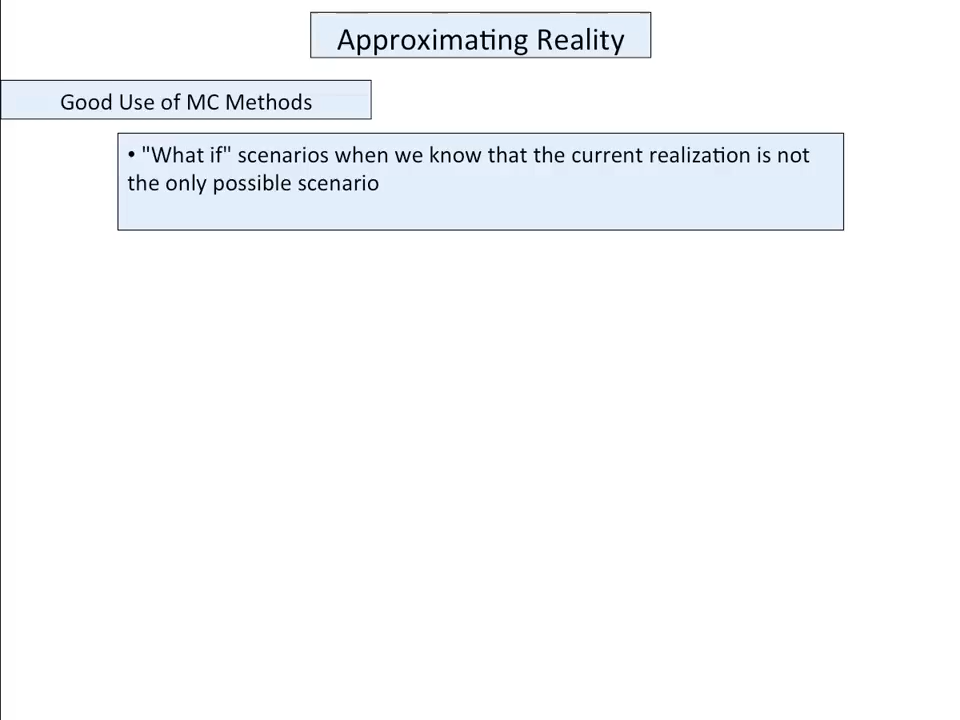 Approximating Reality
Good Use of MC Methods
• "What if" scenarios when we know that the current realization is not
the only possible scenario